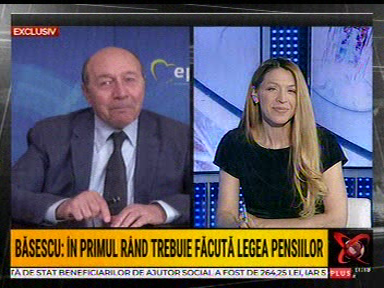 EXCLUSIV
ep
BĂSESCU: ÎN PRIMUL RÂND TREBUIE FĂCUTĂ LEGEA PENSIILOR
TĂ DE STAT BENEFICIARILOR DE AJUTOR SOCIAL A FOST DE 264,25 LEI, IAR S
PLUS